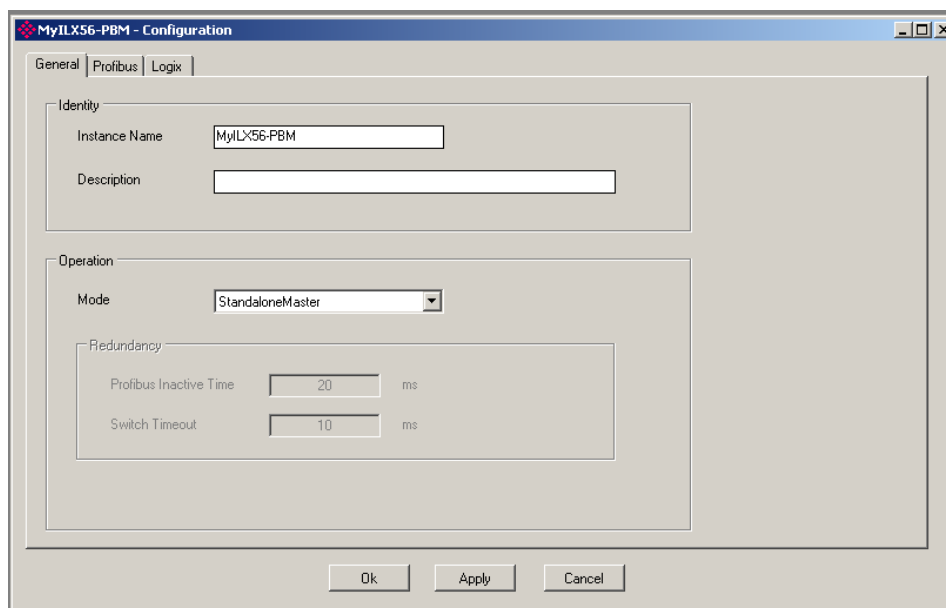 MyILX56-PBM - Configuration
General Profibus Logix
Identity
Instance Name MyILX56-PBM
Description
Operation
Mode StandaloneMaster
Redundancy
Profibus Inactive Time 20 ms
Switch Timeout 10 ms
Ok Apply Cancel